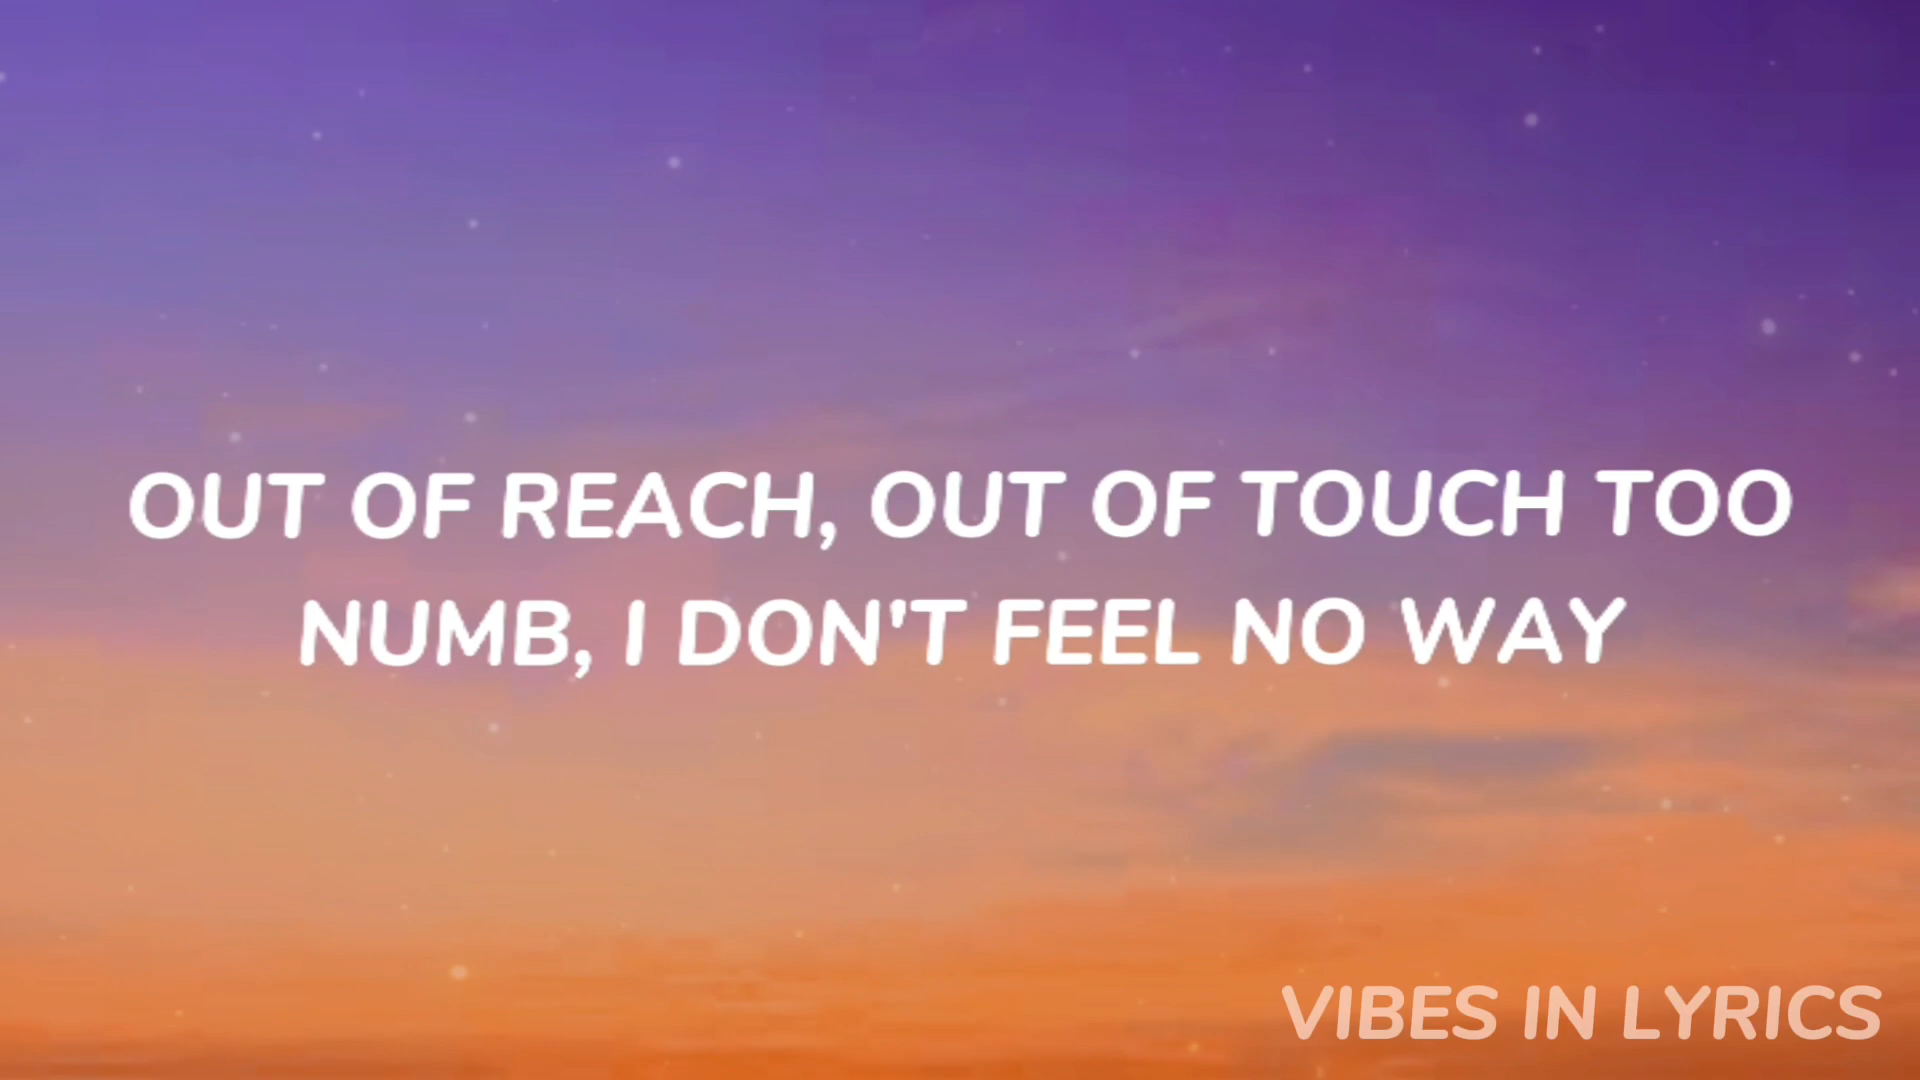 OUT OF REACH, OUT OF TOUCH TOO
NUMB, I DON'T FEEL NO WAY
VIBES IN LYRICS